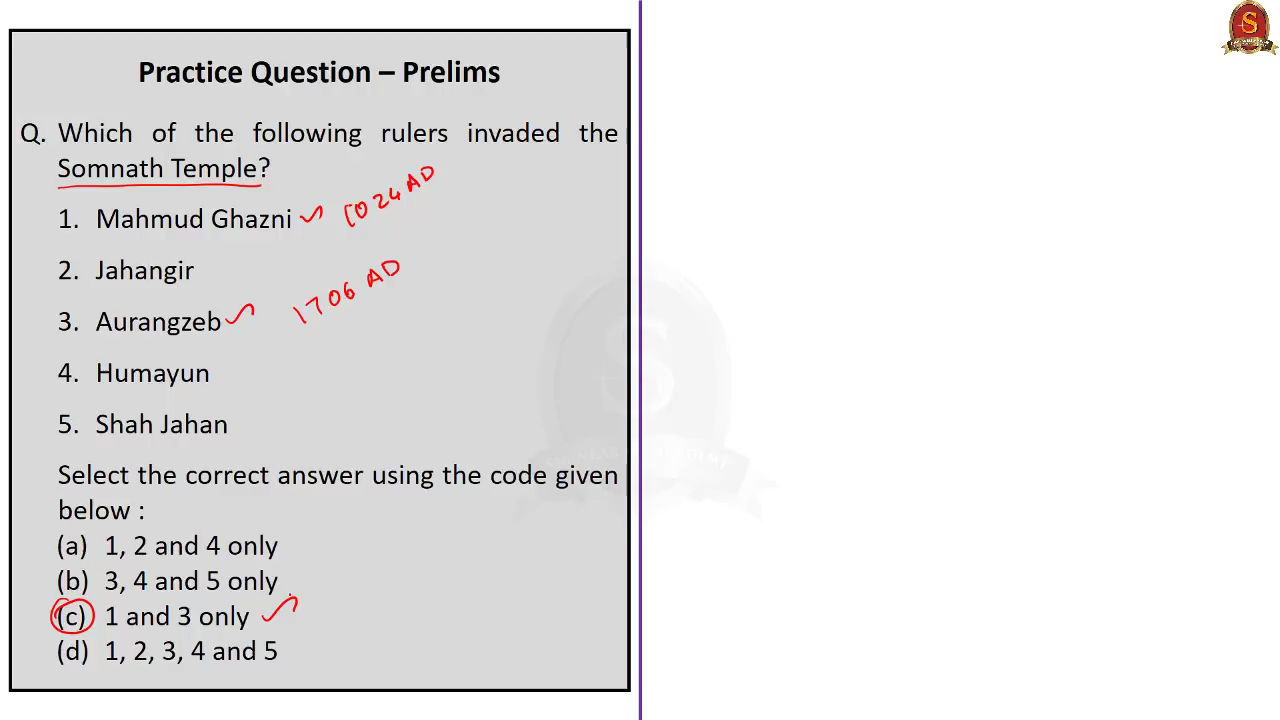 Practice Question – Prelims
Q. Which of the following rulers invaded the
Somnath Temple?
1. Mahmud Ghazni 1024 AD
2. Jahangir
3. Aurangzeb 1706 AD
4. Humayun
5. Shah Jahan
Select the correct answer using the code given
below :
(a) 1, 2 and 4 only
(b) 3, 4 and 5 only
(c) 1 and 3 only
(d) 1, 2, 3, 4 and 5
S